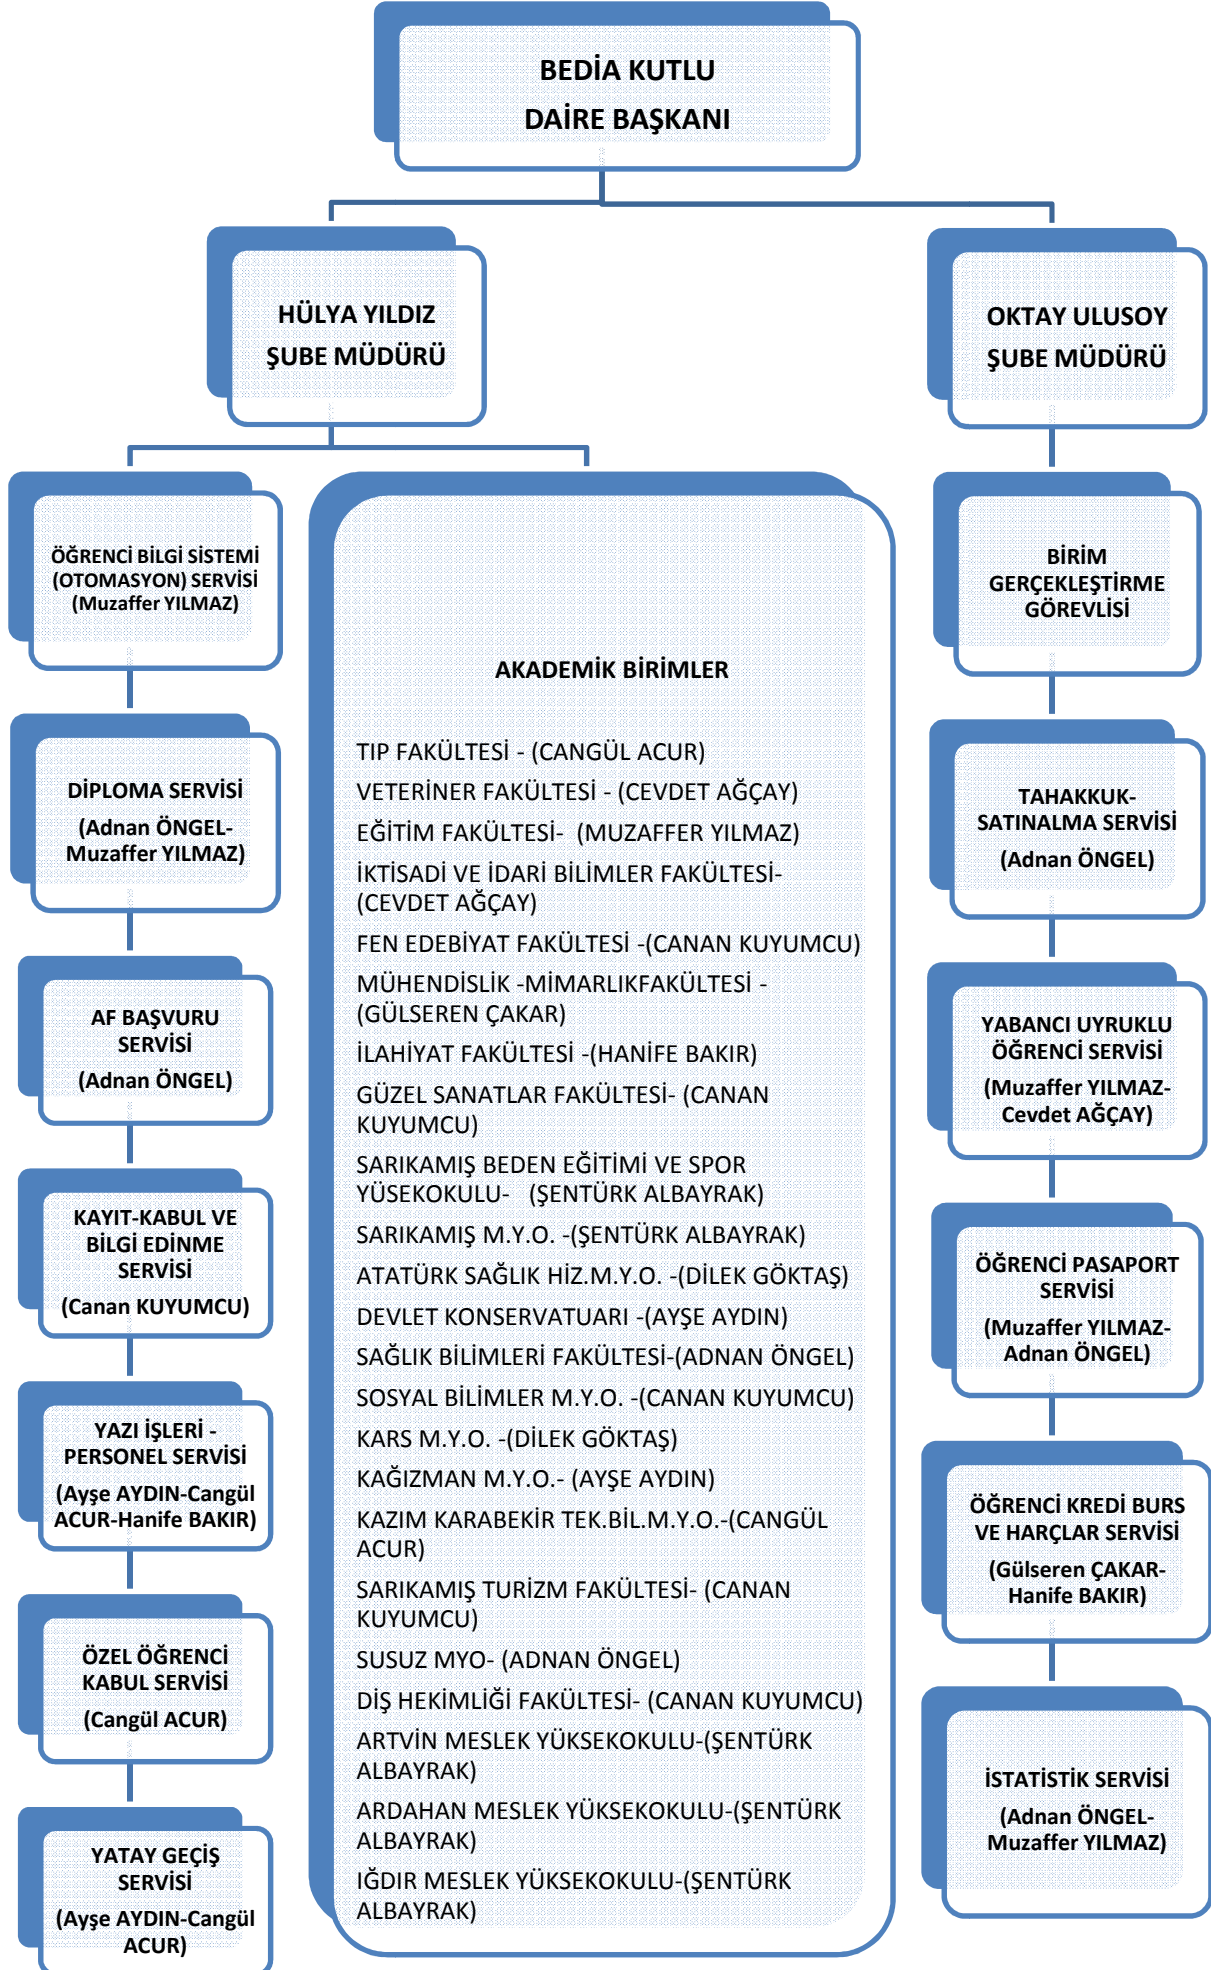 BEDİA KUTLU
DAİRE BAŞKANI
HÜLYA YILDIZ
ŞUBE MÜDÜRÜ
OKTAY ULUSOY
ŞUBE MÜDÜRÜ
ÖĞRENCİ BİLGİ SİSTEMİ
(OTOMASYON) SERVİSİ
(Muzaffer YILMAZ)
DİPLOMA SERVİSİ
(Adnan ÖNGEL-
Muzaffer YILMAZ)
AF BAŞVURU
SERVİSİ
(Adnan ÖNGEL)
KAYIT-KABUL VE
BİLGİ EDİNME
SERVİSİ
(Canan KUYUMCU)
YAZI İŞLERİ -
PERSONEL SERVİSİ
(Ayşe AYDIN-Cangül
ACUR-Hanife BAKIR)
ÖZEL ÖĞRENCİ
KABUL SERVİSİ
(Cangül ACUR)
YATAY GEÇİŞ
SERVİSİ
(Ayşe AYDIN-Cangül
ACUR)
AKADEMİK BİRİMLER
TIP FAKÜLTESİ - (CANGÜL ACUR)
VETERİNER FAKÜLTESİ - (CEVDET AĞÇAY)
EĞİTİM FAKÜLTESİ-  (MUZAFFER YILMAZ)
İKTİSADİ VE İDARİ BİLİMLER FAKÜLTESİ-
(CEVDET AĞÇAY)
FEN EDEBİYAT FAKÜLTESİ -(CANAN KUYUMCU)
MÜHENDİSLİK -MİMARLIKFAKÜLTESİ -
(GÜLSEREN ÇAKAR)
İLAHİYAT FAKÜLTESİ -(HANİFE BAKIR)
GÜZEL SANATLAR FAKÜLTESİ- (CANAN
KUYUMCU)
SARIKAMIŞ BEDEN EĞİTİMİ VE SPOR
YÜSEKOKULU-   (ŞENTÜRK ALBAYRAK)
SARIKAMIŞ M.Y.O. -(ŞENTÜRK ALBAYRAK)
ATATÜRK SAĞLIK HİZ.M.Y.O. -(DİLEK GÖKTAŞ)
DEVLET KONSERVATUARI -(AYŞE AYDIN)
SAĞLIK BİLİMLERİ FAKÜLTESİ-(ADNAN ÖNGEL)
SOSYAL BİLİMLER M.Y.O. -(CANAN KUYUMCU)
KARS M.Y.O. -(DİLEK GÖKTAŞ)
KAĞIZMAN M.Y.O.- (AYŞE AYDIN)
KAZIM KARABEKİR TEK.BİL.M.Y.O.-(CANGÜL
ACUR)
SARIKAMIŞ TURİZM FAKÜLTESİ- (CANAN
KUYUMCU)
SUSUZ MYO- (ADNAN ÖNGEL)
DİŞ HEKİMLİĞİ FAKÜLTESİ- (CANAN KUYUMCU)
ARTVİN MESLEK YÜKSEKOKULU-(ŞENTÜRK
ALBAYRAK)
ARDAHAN MESLEK YÜKSEKOKULU-(ŞENTÜRK
ALBAYRAK)
IĞDIR MESLEK YÜKSEKOKULU-(ŞENTÜRK
ALBAYRAK)
BİRİM
GERÇEKLEŞTİRME
GÖREVLİSİ
TAHAKKUK-
SATINALMA SERVİSİ
(Adnan ÖNGEL)
YABANCI UYRUKLU
ÖĞRENCİ SERVİSİ
(Muzaffer YILMAZ-
Cevdet AĞÇAY)
ÖĞRENCİ PASAPORT
SERVİSİ
(Muzaffer YILMAZ-
Adnan ÖNGEL)
ÖĞRENCİ KREDİ BURS
VE HARÇLAR SERVİSİ
(Gülseren ÇAKAR-
Hanife BAKIR)
İSTATİSTİK SERVİSİ
(Adnan ÖNGEL-
Muzaffer YILMAZ)